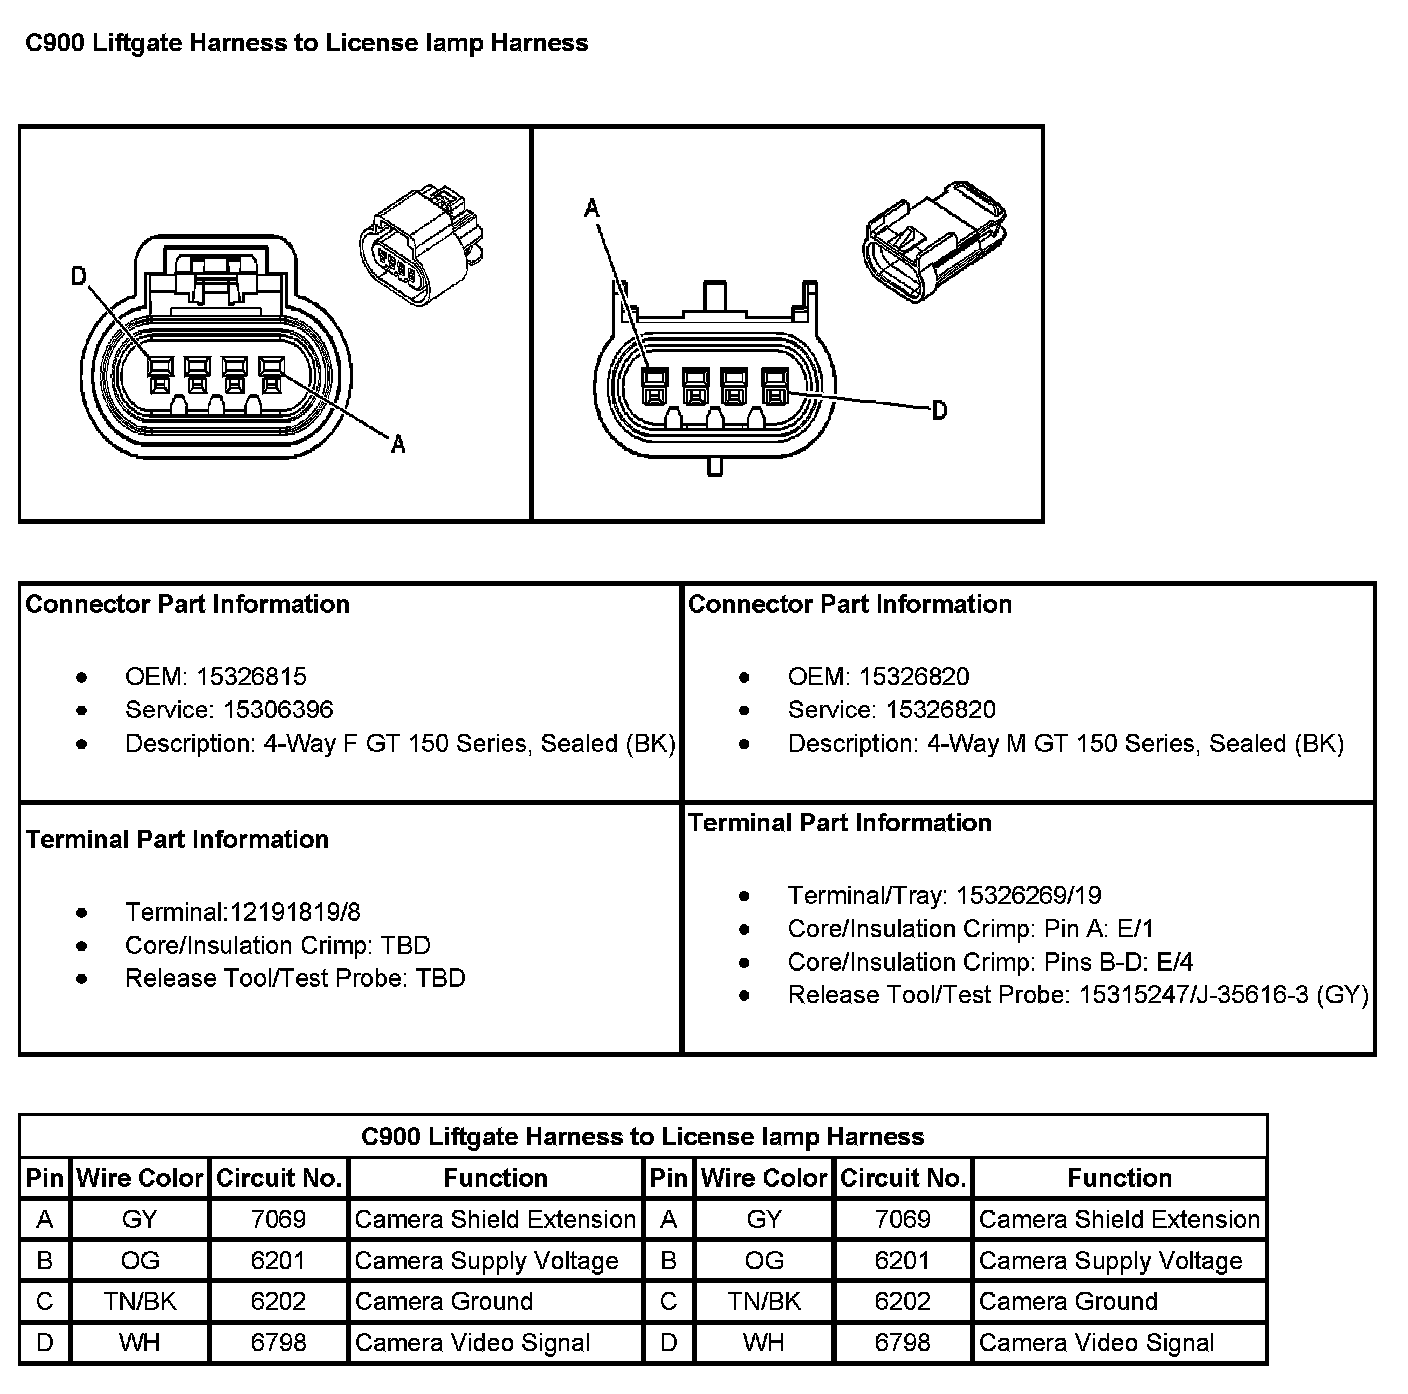 C900 Liftgate Harness to License lamp Harness
D
A
A
D
Connector Part Information
• OEM: 15326815
• Service: 15306396
• Description: 4-Way F GT 150 Series, Sealed (BK)
Connector Part Information
• OEM: 15326820
• Service: 15326820
• Description: 4-Way M GT 150 Series, Sealed (BK)
Terminal Part Information
• Terminal:12191819/8
• Core/Insulation Crimp: TBD
• Release Tool/Test Probe: TBD
Terminal Part Information
• Terminal/Tray: 15326269/19
• Core/Insulation Crimp: Pin A: E/1
• Core/Insulation Crimp: Pins B-D: E/4
• Release Tool/Test Probe: 15315247/J-35616-3 (GY)
C900 Liftgate Harness to License lamp Harness
Pin Wire Color Circuit No. Function Pin Wire Color Circuit No. Function
A GY 7069 Camera Shield Extension A GY 7069 Camera Shield Extension
B OG 6201 Camera Supply Voltage B OG 6201 Camera Supply Voltage
C TN/BK 6202 Camera Ground C TN/BK 6202 Camera Ground
D WH 6798 Camera Video Signal D WH 6798 Camera Video Signal